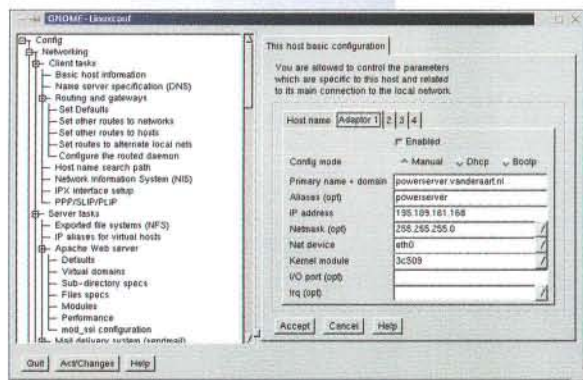 GNOME - Linuxconf
Config
Networking
Client tasks
Basic host information
Name server specification (DNS)
Routing and gateways
Set Defaults
Set other routes to networks
Set other routes to hosts
Set routes to alternate local nets
Configure the routed daemon
Host name search path
Network Information System (NIS)
IPX interface setup
PPP/SLIP/PLIP
Server tasks
Exported file systems (NFS)
IP aliases for virtual hosts
Apache Web server
Defaults
Virtual domains
Sub-directory specs
Files specs
Modules
Performance
mod_ssl configuration
Mail delivery system (sendmail)
Quit Act/Changes Help
This host basic configuration
You are allowed to control the parameters
which are specific to this host and related
to its main connection to the local network.
Host name Adaptor 1 2 3 4
Enabled
Config mode Manual Dhcp Bootp
Primary name + domain powerserver.vanderaart.nl
Aliases (opt) powerserver
IP address 195.189.161.168
Netmask (opt) 255.255.255.0
Net device eth0
Kernel module 3c509
I/O port (opt)
Irq (opt)
Accept Cancel Help